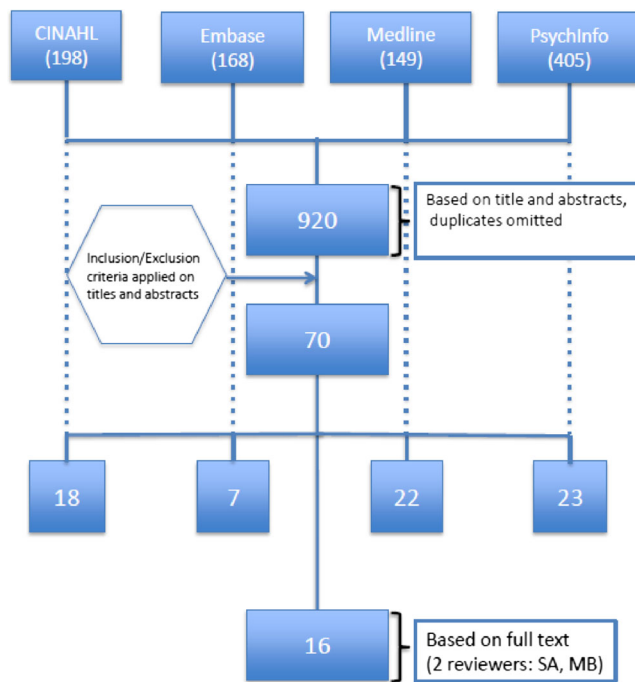 CINAHL
(198)
Embase
(168)
Medline
(149)
PsychInfo
(405)
920
Based on title and abstracts,
duplicates omitted
Inclusion/Exclusion
criteria applied on
titles and abstracts
70
18
7
22
23
16
Based on full text
(2 reviewers: SA, MB)